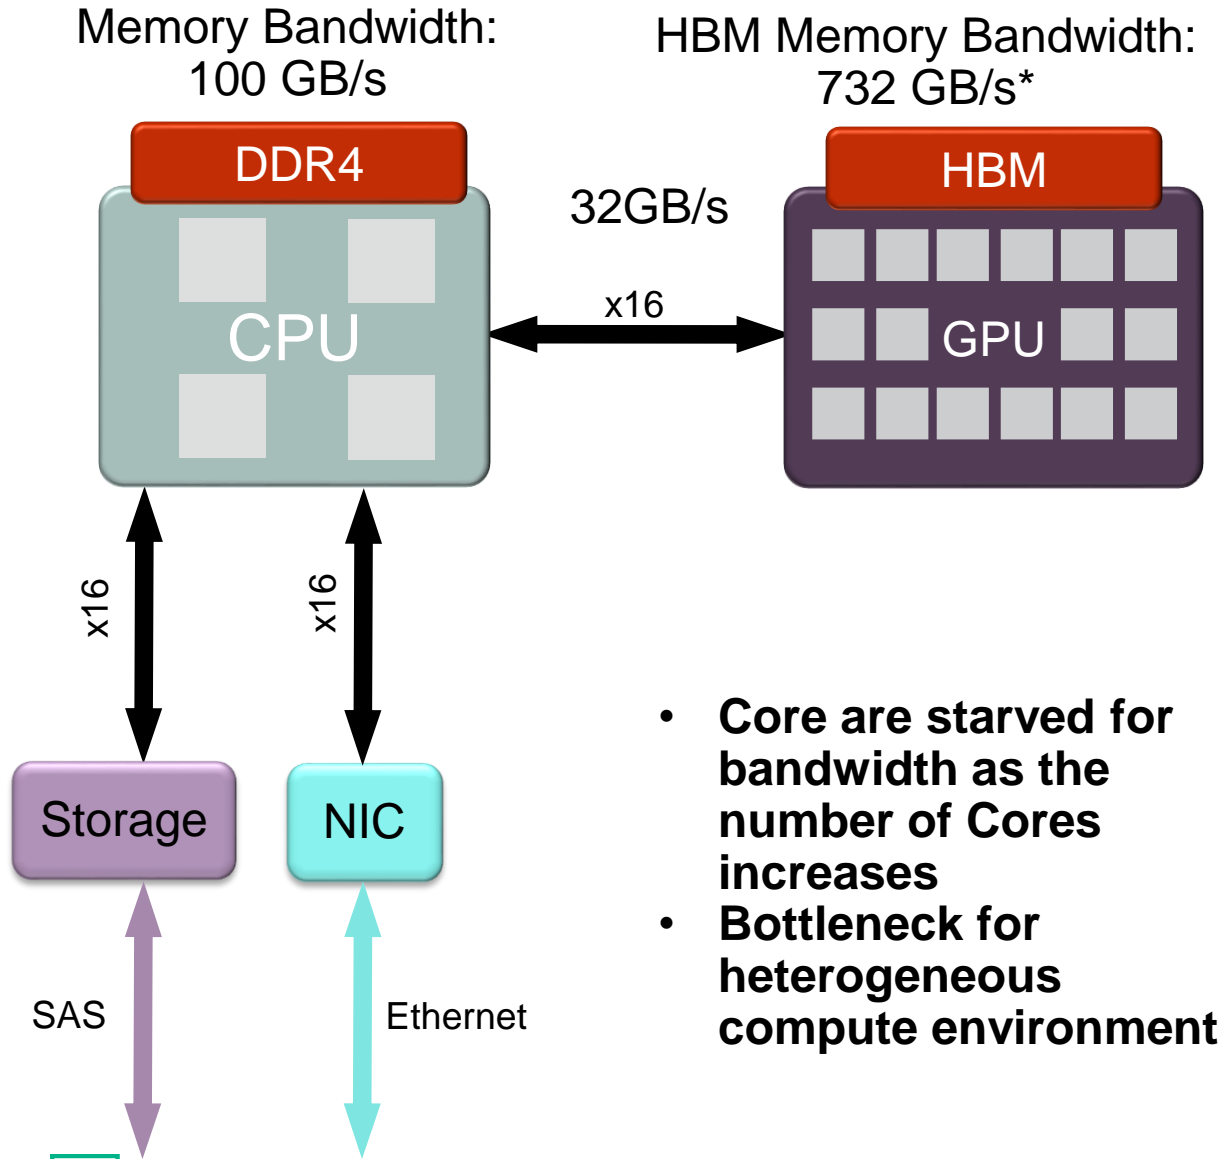 Memory Bandwidth:
100 GB/s
HBM Memory Bandwidth:
732 GB/s*
DDR4
HBM
32GB/s
x16
CPU
GPU
x16
x16
Storage
NIC
SAS
Ethernet
• Core are starved for
bandwidth as the
number of Cores
increases
• Bottleneck for
heterogeneous
compute environment